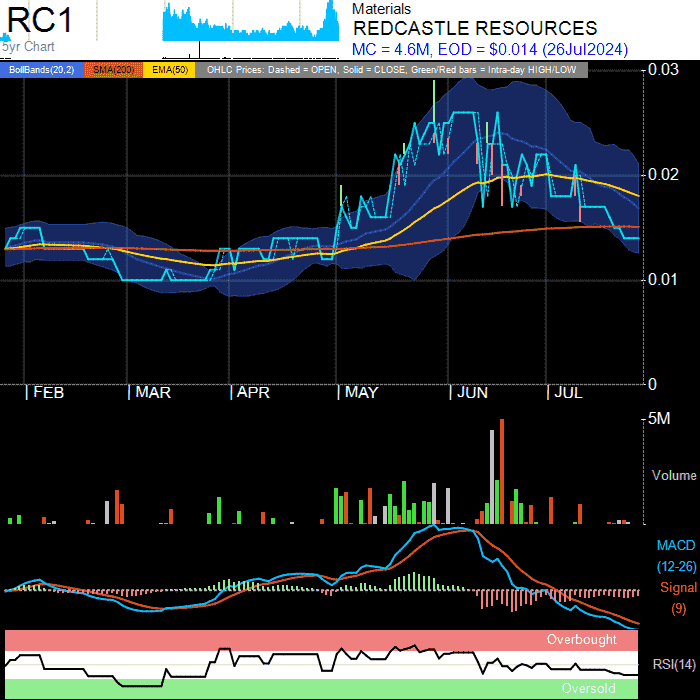 RC1
5yr Chart
Materials
REDCASTLE RESOURCES
MC = 4.6M, EOD = $0.014 (26Jul2024)
BollBands(20,2) SMA(200) EMA(50) OHLC Prices: Dashed = OPEN, Solid = CLOSE, Green/Red bars = Intra-day HIGH/LOW
0.03
0.02
0.01
0
FEB MAR APR MAY JUN JUL
5M
Volume
MACD
(12-26)
Signal
(9)
Overbought
RSI(14)
Oversold